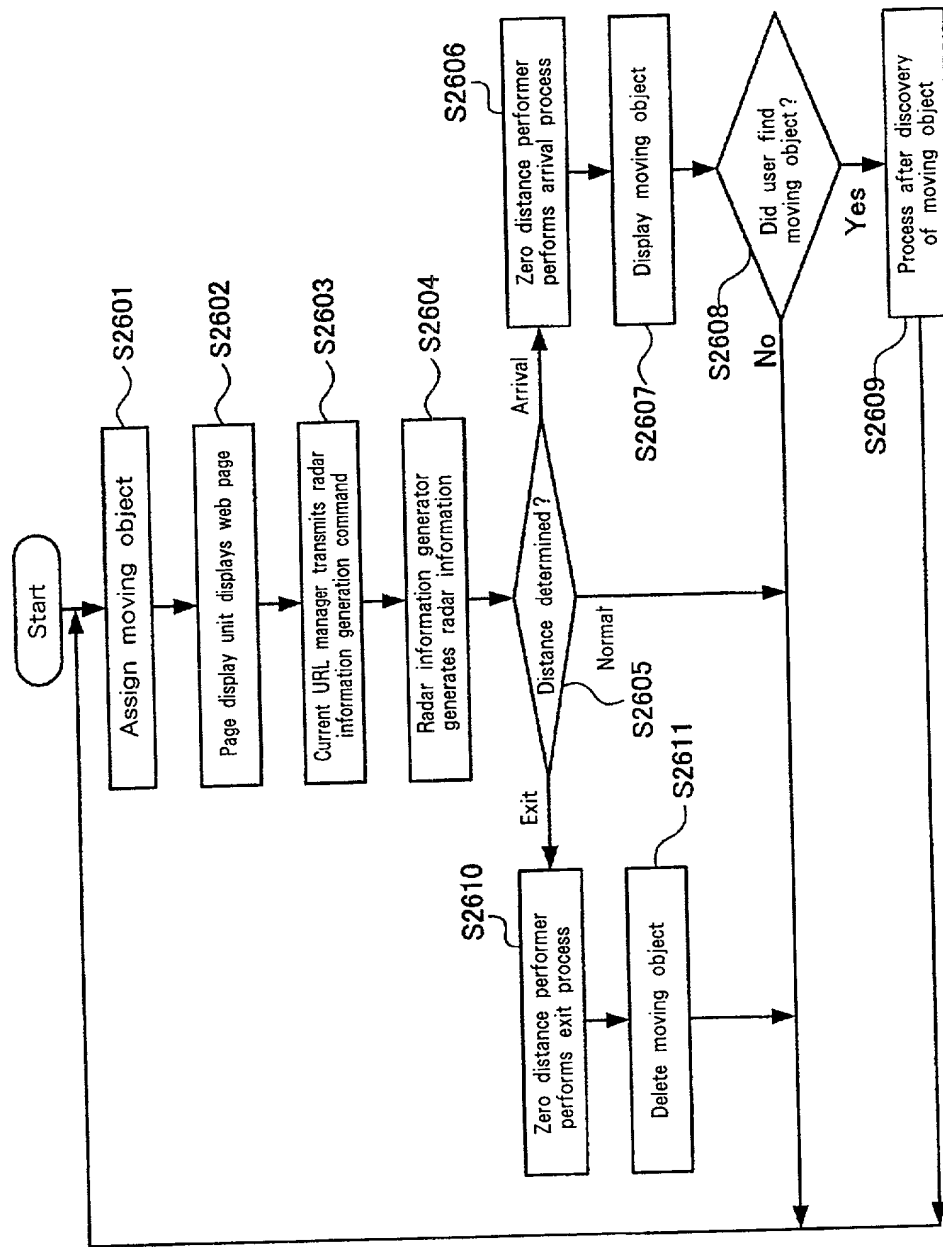 Start
Assign moving object
S2601
Page display unit displays web page
S2602
Current URL manager transmits radar
information generation command
S2603
Radar information generator
generates radar information
S2604
Distance determined?
S2605
Exit
Normal
Arrival
Zero distance performer
performs exit process
S2610
Delete moving object
S2611
Zero distance performer
performs arrival process
S2606
Display moving object
S2607
Did user find
moving object?
S2608
No
Yes
Process after discovery
of moving object
S2609